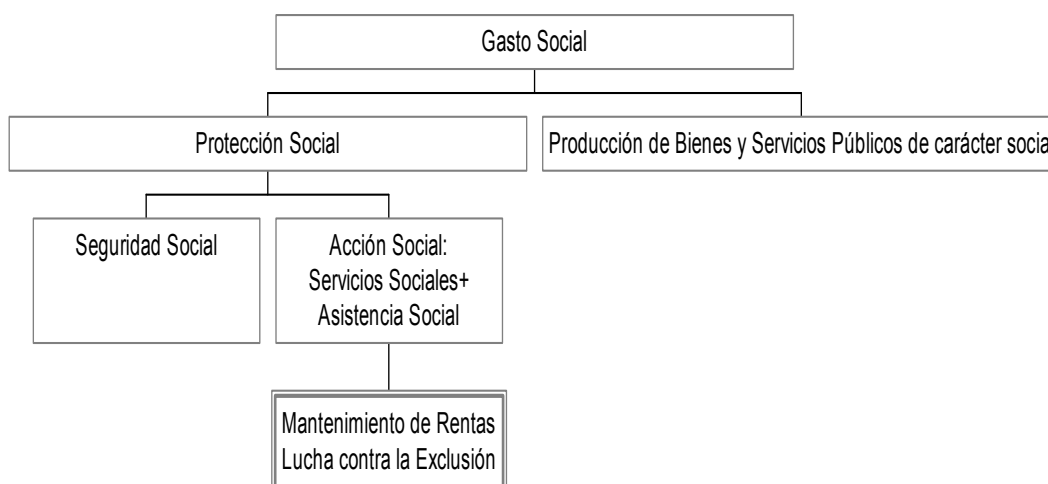 Gasto Social
Protección Social
Producción de Bienes y Servicios Públicos de carácter socia
Seguridad Social
Acción Social:
Servicios Sociales+
Asistencia Social
Mantenimiento de Rentas
Lucha contra la Exclusión